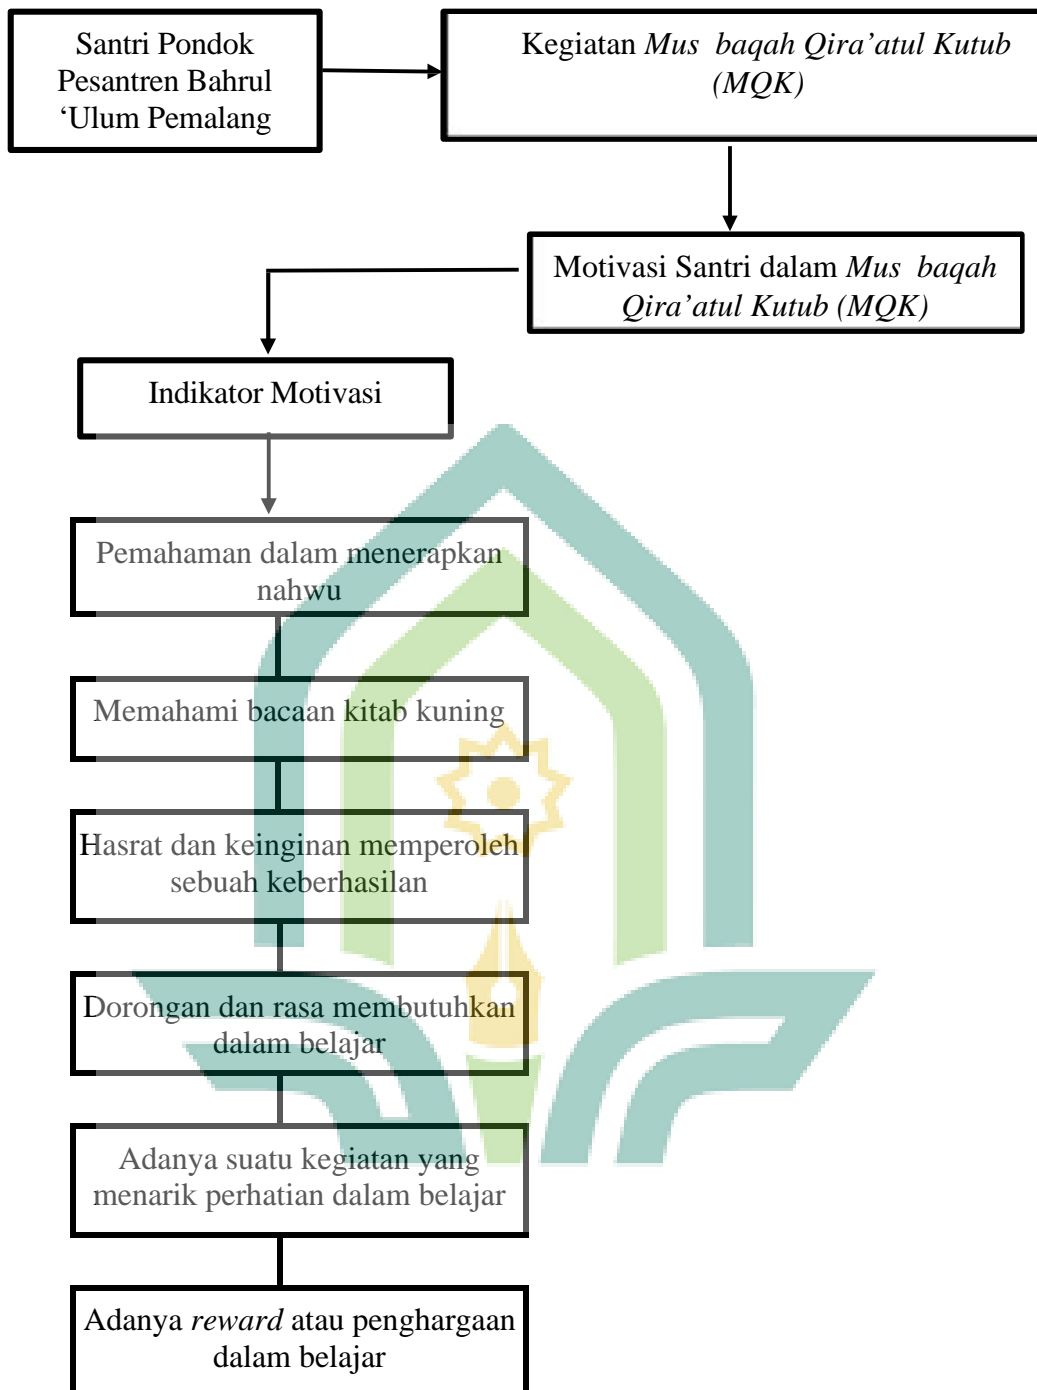 Santri Pondok
Pesantren Bahrul
‘Ulum Pemalang
Kegiatan Mus baqah Qira’atul Kutub
(MQK)
Motivasi Santri dalam Mus baqah
Qira’atul Kutub (MQK)
Indikator Motivasi
Pemahaman dalam menerapkan
nahwu
Memahami bacaan kitab kuning
Hasrat dan keinginan memperoleh
sebuah keberhasilan
Dorongan dan rasa membutuhkan
dalam belajar
Adanya suatu kegiatan yang
menarik perhatian dalam belajar
Adanya reward atau penghargaan
dalam belajar